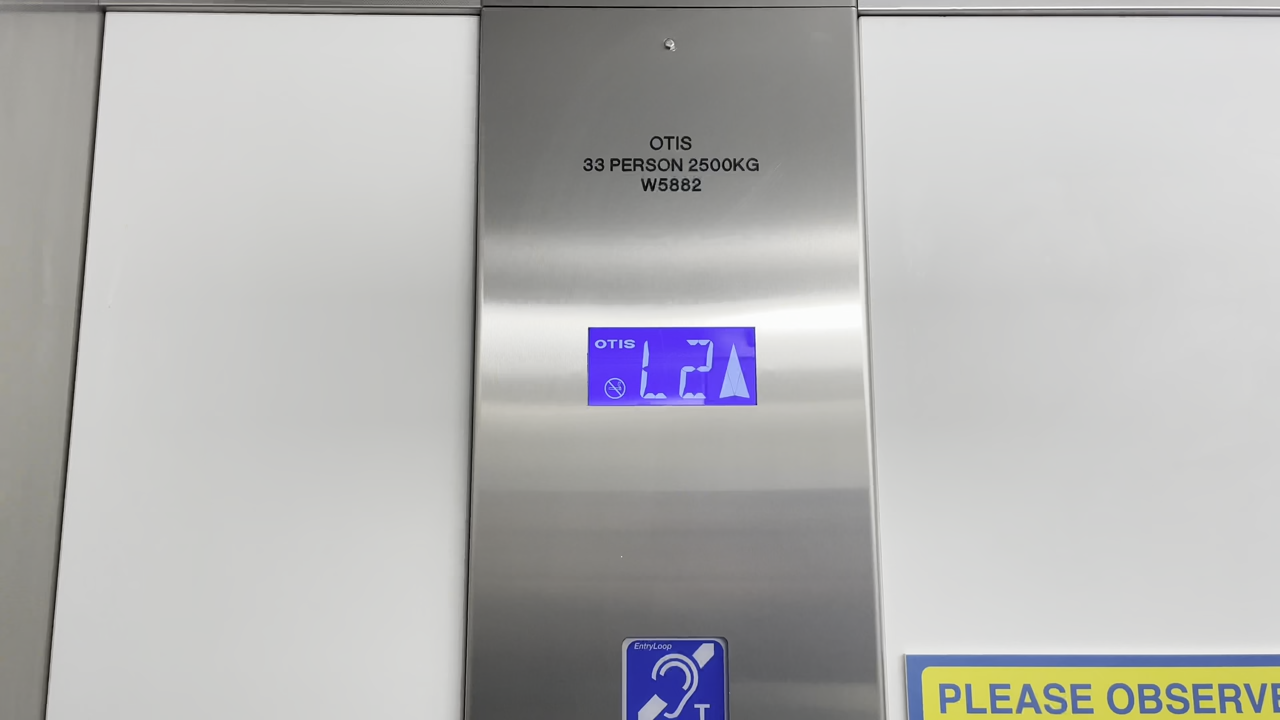 OTIS
33 PERSON 2500KG
W5882
OTIS
L2
EntryLoop
T
PLEASE OBSERVE